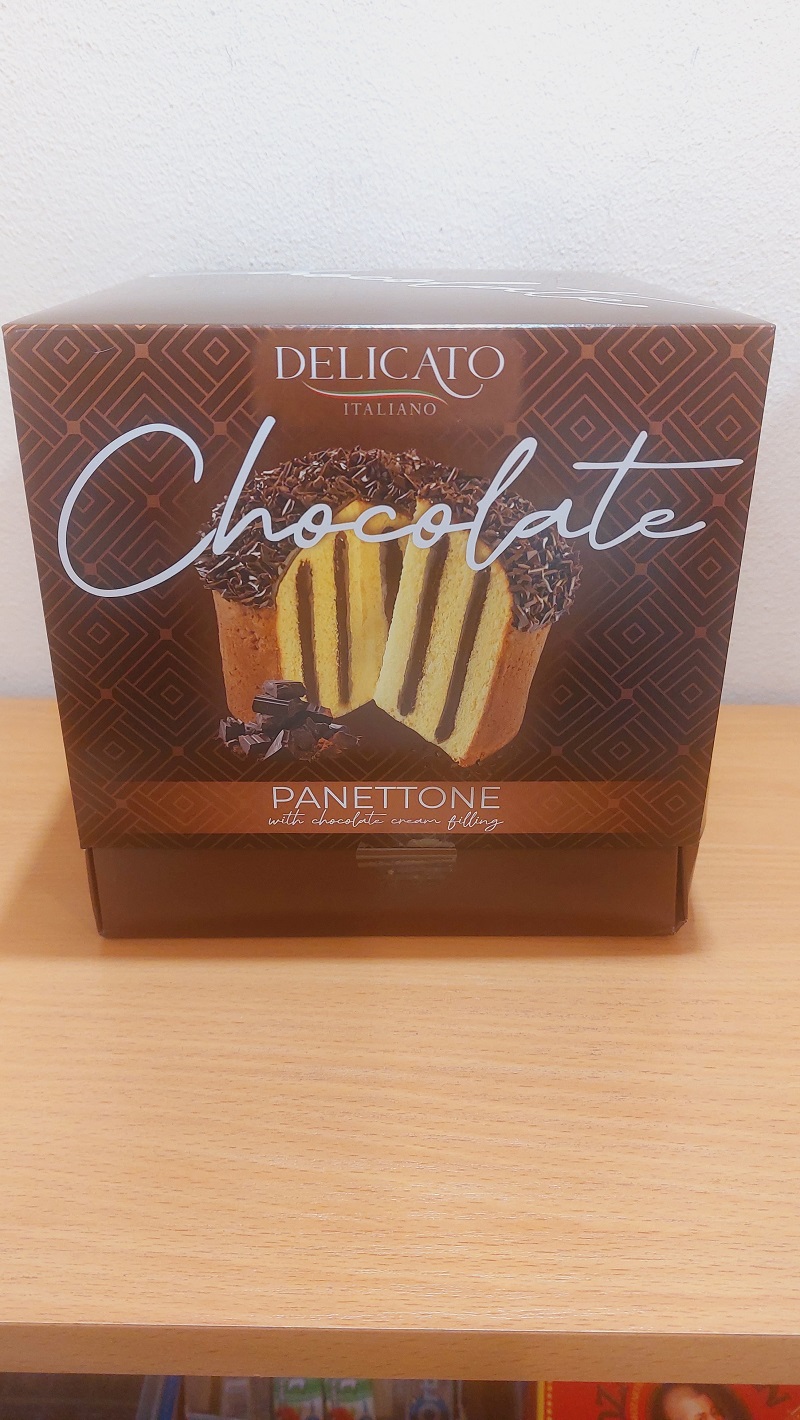 DELICATO
ITALIANO
Chocolate
PANETTONE
with chocolate cream filling